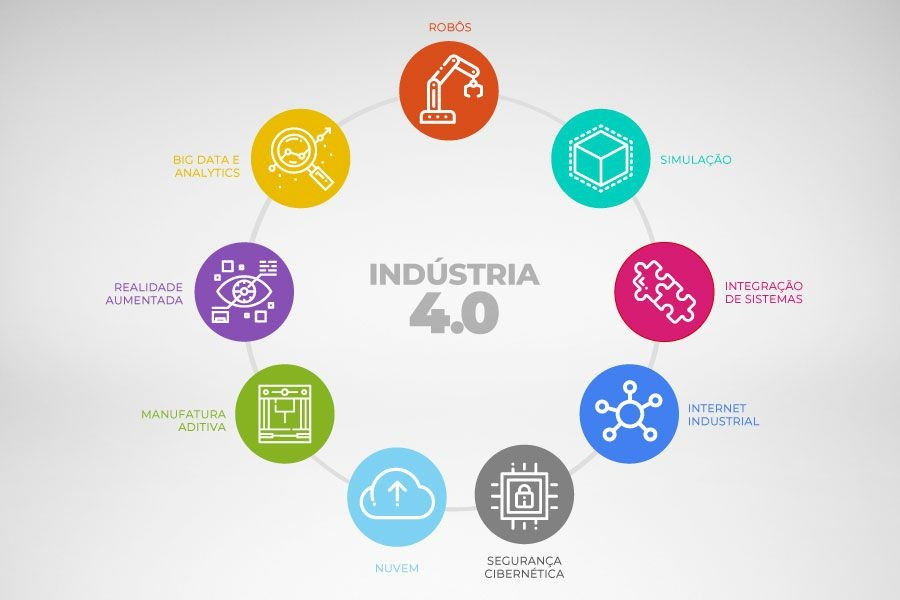 ROBÔS
BIG DATA E
ANALYTICS
SIMULAÇÃO
REALIDADE
AUMENTADA
INDÚSTRIA
4.0
INTEGRAÇÃO
DE SISTEMAS
MANUFATURA
ADITIVA
INTERNET
INDUSTRIAL
NUVEM
SEGURANÇA
CIBERNÉTICA